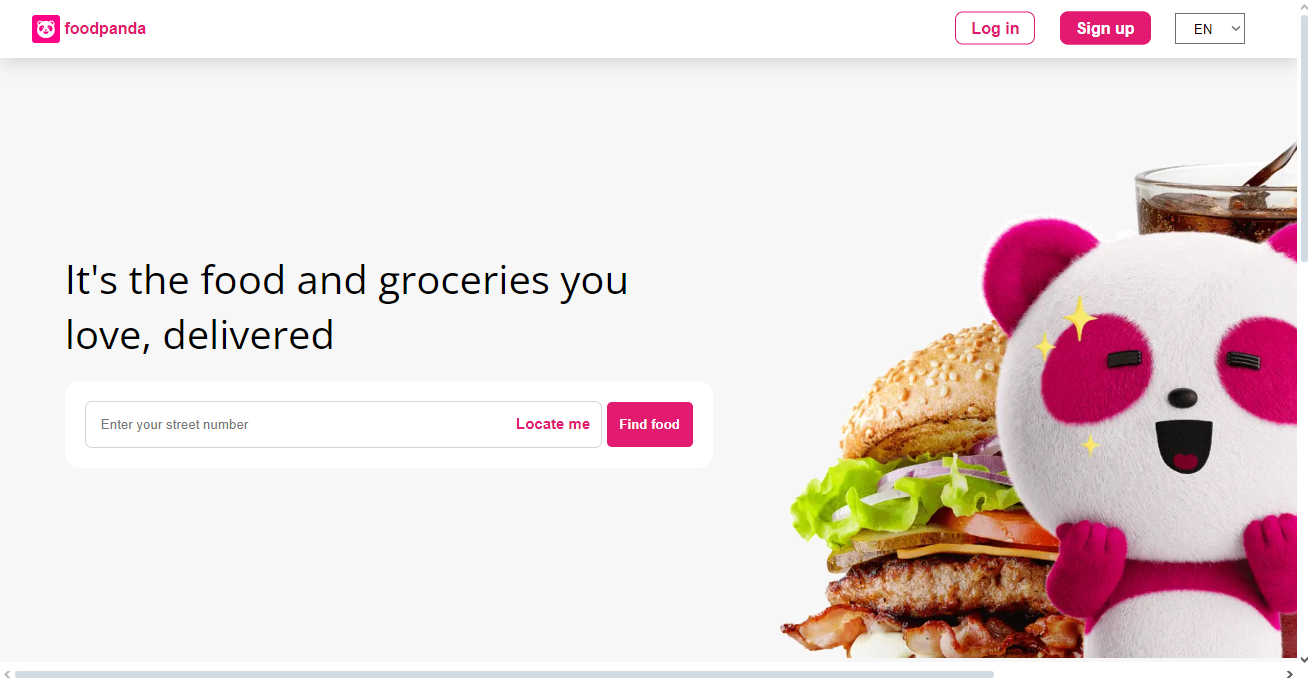 foodpanda
Log in
Sign up
EN
It's the food and groceries you
love, delivered
Enter your street number
Locate me
Find food